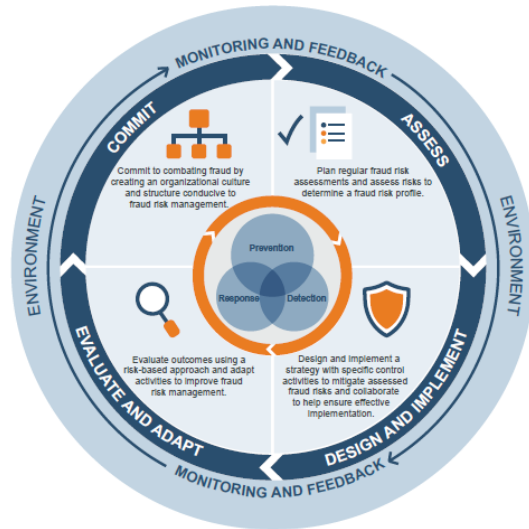 MONITORING AND FEEDBACK
ENVIRONMENT
ENVIRONMENT
COMMIT
Commit to combating fraud by
creating an organizational culture
and structure conducive to
fraud risk management.
ASSESS
Plan regular fraud risk
assessments and assess risks to
determine a fraud risk profile.
Prevention
Response
Detection
EVALUATE AND ADAPT
Evaluate outcomes using a
risk-based approach and adapt
activities to improve fraud
risk management.
DESIGN AND IMPLEMENT
Design and implement a
strategy with specific control
activities to mitigate assessed
fraud risks and collaborate
to help ensure effective
implementation.
MONITORING AND FEEDBACK